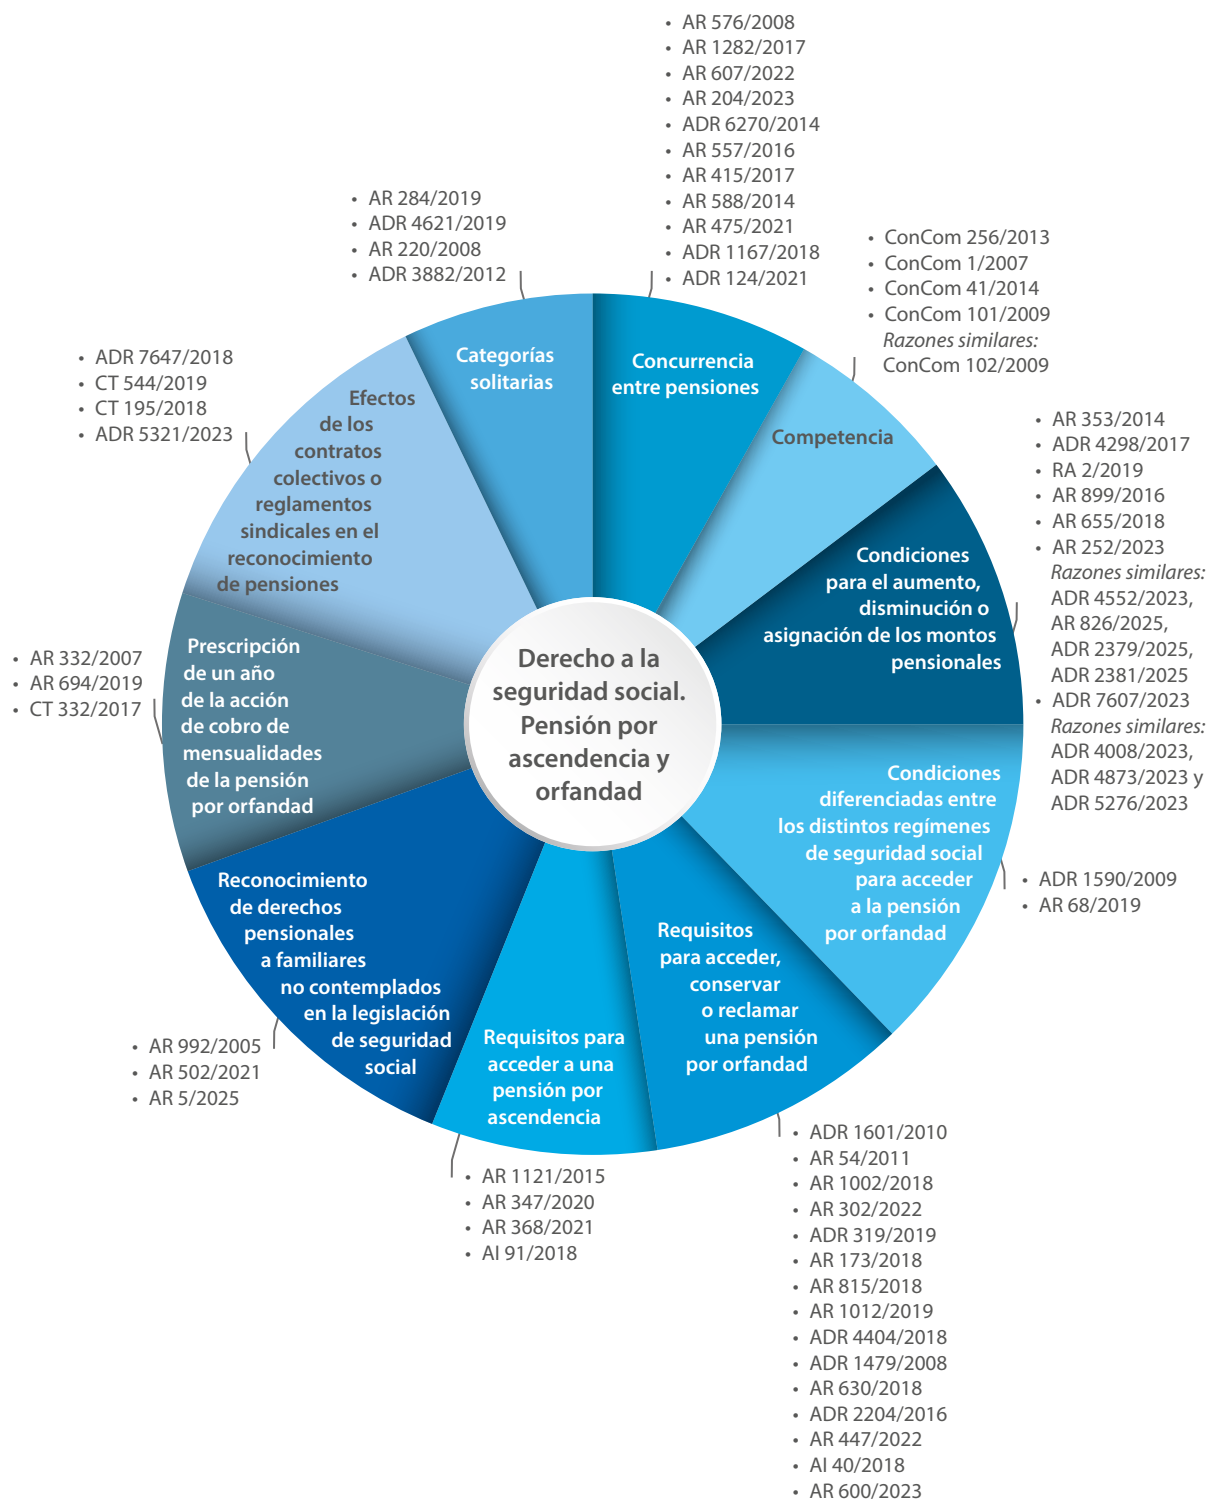 • AR 576/2008
• AR 1282/2017
• AR 607/2022
• AR 204/2023
• ADR 6270/2014
• AR 557/2016
• AR 415/2017
• AR 588/2014
• AR 475/2021
• ADR 1167/2018
• ADR 124/2021
• AR 284/2019
• ADR 4621/2019
• AR 220/2008
• ADR 3882/2012
• ConCom 256/2013
• ConCom 1/2007
• ConCom 41/2014
• ConCom 101/2009
Razones similares:
ConCom 102/2009
• ADR 7647/2018
• CT 544/2019
• CT 195/2018
• ADR 5321/2023
• AR 353/2014
• ADR 4298/2017
• RA 2/2019
• AR 899/2016
• AR 655/2018
• AR 252/2023
Razones similares:
ADR 4552/2023,
AR 826/2025,
ADR 2379/2025,
ADR 2381/2025
• ADR 7607/2023
Razones similares:
ADR 4008/2023,
ADR 4873/2023 y
ADR 5276/2023
Categorías
solitarias
Concurrencia
entre pensiones
Competencia
Efectos
de los
contratos
colectivos o
reglamentos
sindicales en el
reconocimiento
de pensiones
Condiciones
para el aumento,
disminución o
asignación de los montos
pensionales
Derecho a la
seguridad social.
Pensión por
ascendencia y
orfandad
Prescripción
de un año
de la acción
de cobro de
mensualidades
de la pensión
por orfandad
• AR 332/2007
• AR 694/2019
• CT 332/2017
Condiciones
diferenciadas entre
los distintos regímenes
de seguridad social
para acceder
a la pensión
por orfandad
• ADR 1590/2009
• AR 68/2019
Reconocimiento
de derechos
pensionales
a familiares
no contemplados
en la legislación
de seguridad
social
Requisitos
para acceder,
conservar
o reclamar
una pensión
por orfandad
Requisitos para
acceder a una
pensión por
ascendencia
• AR 992/2005
• AR 502/2021
• AR 5/2025
• AR 1121/2015
• AR 347/2020
• AR 368/2021
• AI 91/2018
• ADR 1601/2010
• AR 54/2011
• AR 1002/2018
• AR 302/2022
• ADR 319/2019
• AR 173/2018
• AR 815/2018
• AR 1012/2019
• ADR 4404/2018
• ADR 1479/2008
• AR 630/2018
• ADR 2204/2016
• AR 447/2022
• AI 40/2018
• AR 600/2023